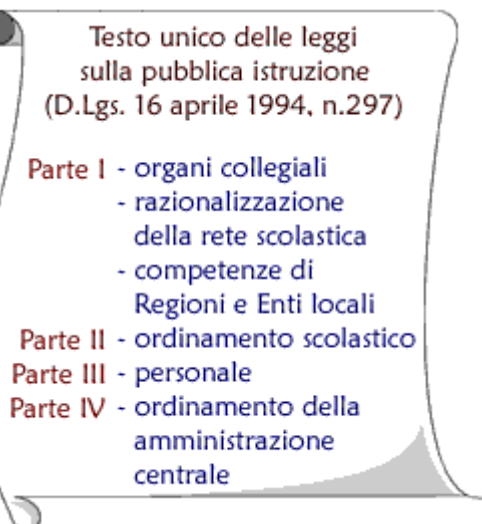 Testo unico delle leggi
sulla pubblica istruzione
(D.Lgs. 16 aprile 1994, n.297)
Parte I - organi collegiali
- razionalizzazione
della rete scolastica
- competenze di
Regioni e Enti locali
Parte II - ordinamento scolastico
Parte III - personale
Parte IV - ordinamento della
amministrazione
centrale